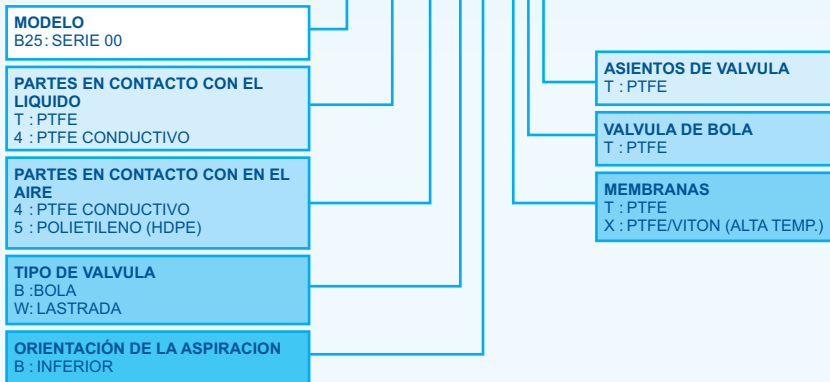 MODELO
B25: SERIE 00
PARTES EN CONTACTO CON EL
LIQUIDO
T : PTFE
4 : PTFE CONDUCTIVO
PARTES EN CONTACTO CON EN EL
AIRE
4 : PTFE CONDUCTIVO
5 : POLIETILENO (HDPE)
TIPO DE VALVULA
B :BOLA
W: LASTRADA
ORIENTACIÓN DE LA ASPIRACION
B : INFERIOR
ASIENTOS DE VALVULA
T : PTFE
VALVULA DE BOLA
T : PTFE
MEMBRANAS
T : PTFE
X : PTFE/VITON (ALTA TEMP.)